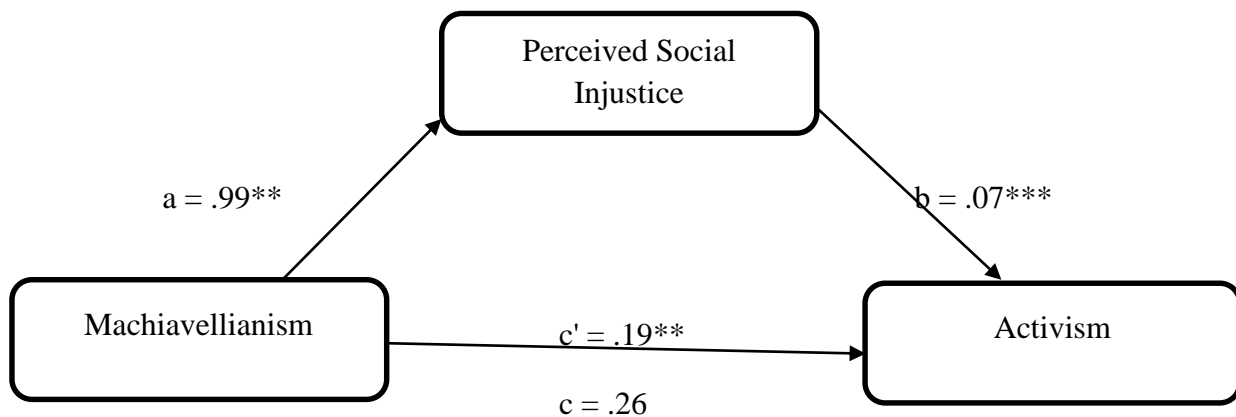 Perceived Social
Injustice
a = .99**
b = .07***
Machiavellianism
c' = .19**
Activism
c = .26